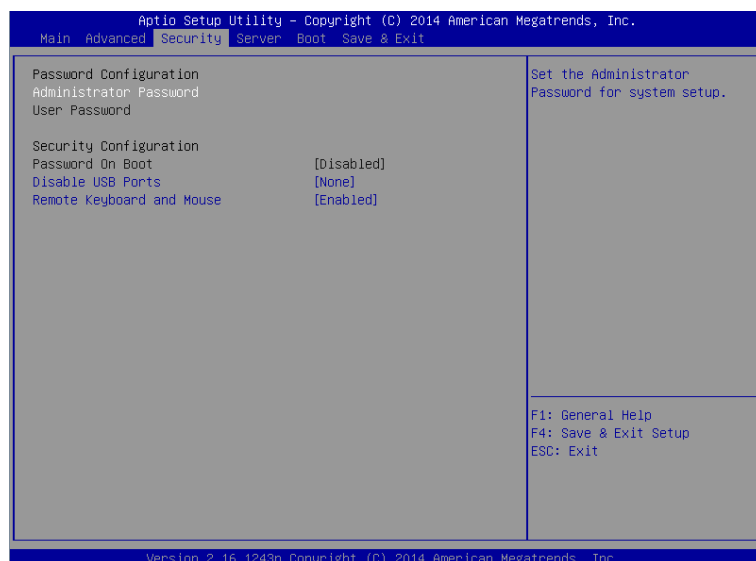 Aptio Setup Utility – Copyright (C) 2014 American Megatrends, Inc.
Main Advanced Security Server Boot Save & Exit
Password Configuration
Administrator Password
User Password
Security Configuration
Password On Boot [Disabled]
Disable USB Ports [None]
Remote Keyboard and Mouse [Enabled]
Set the Administrator
Password for system setup.
F1: General Help
F4: Save & Exit Setup
ESC: Exit
Version 2.16.1243n Copyright (C) 2014 American Megatrends, Inc.